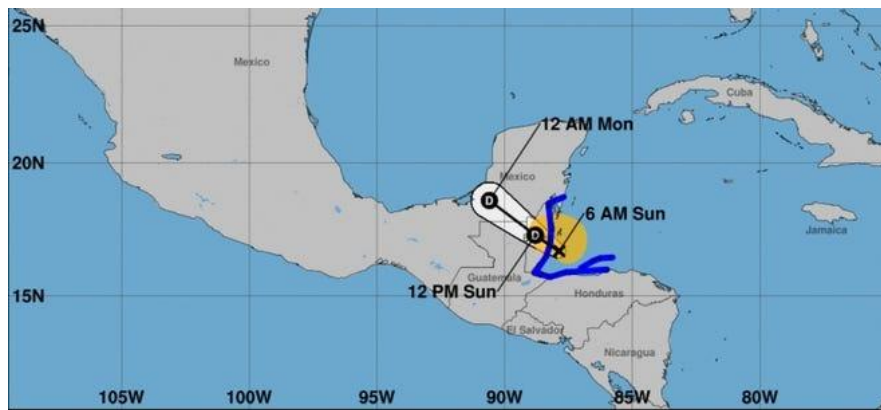 25N
Mexico
Cuba
12 AM Mon
20N
Mexico
D
6 AM Sun
Jamaica
D
Guatemala
12 PM Sun
15N
Honduras
El Salvador
Nicaragua
105W
100W
95W
90W
85W
80W